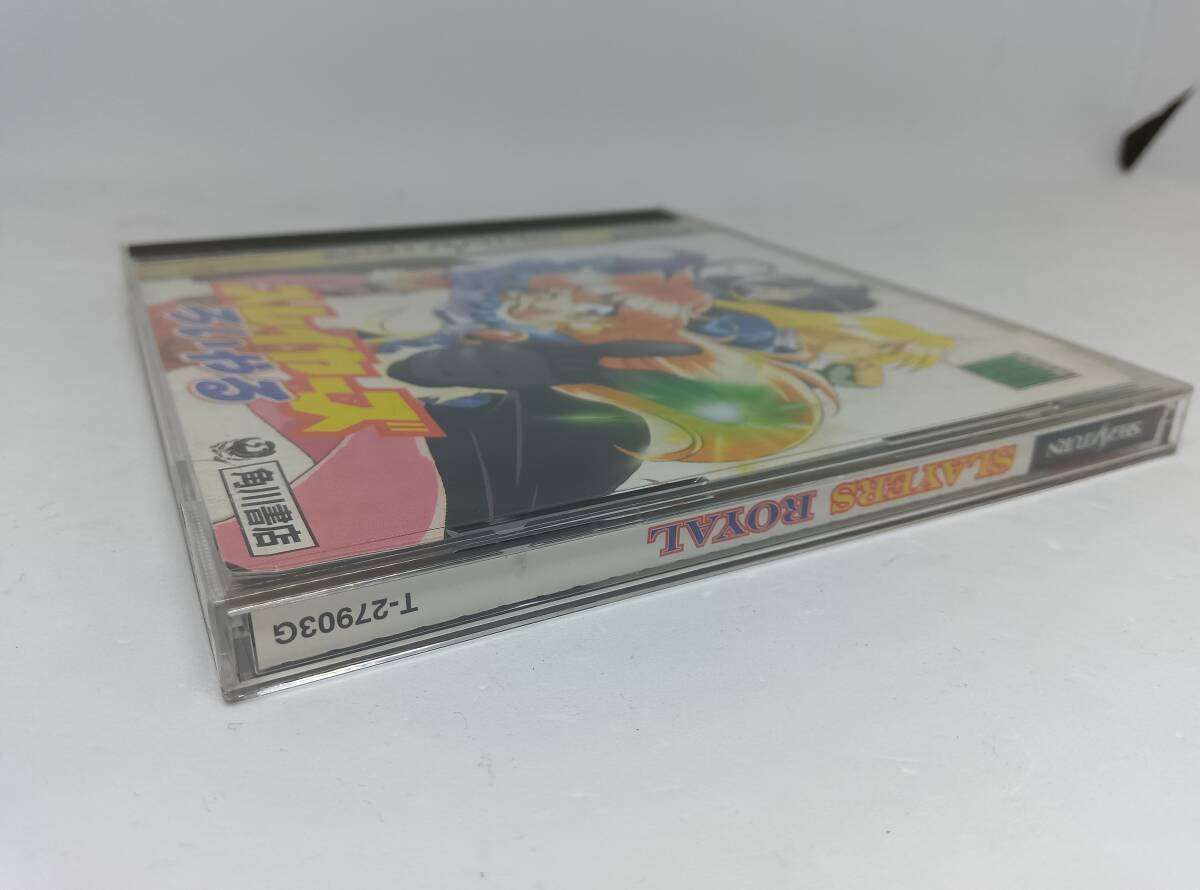 スレイヤーズ
ろいやる
角川書店
SEGA SATURN
SLAYERS ROYAL
T-27903G